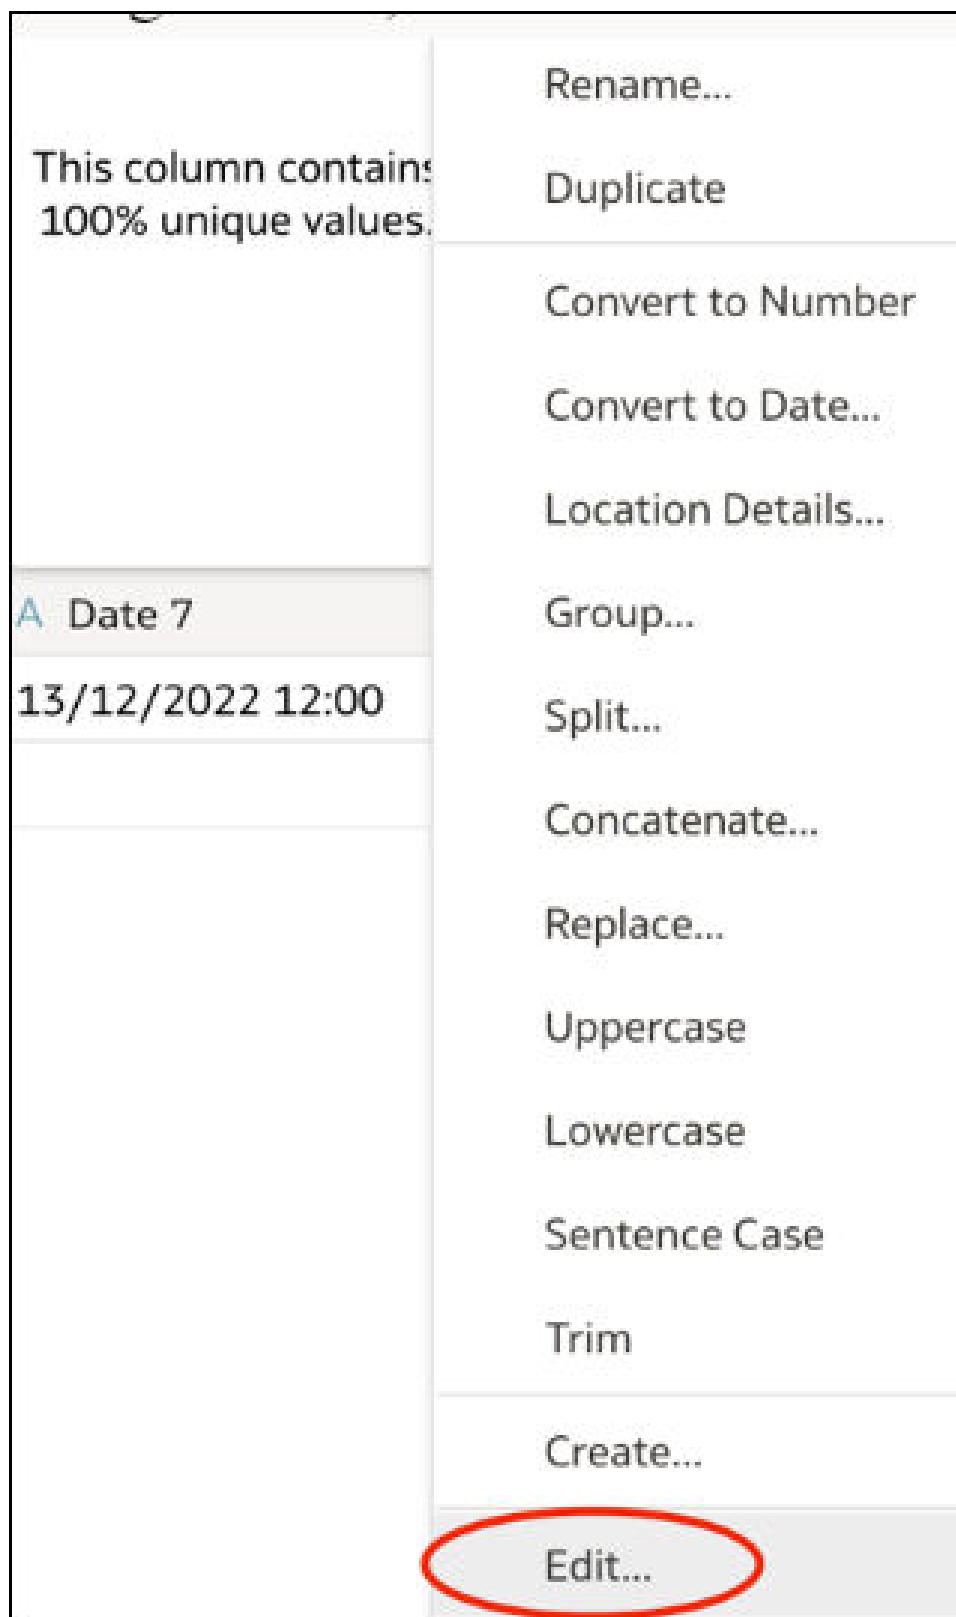 This column contains
100% unique values.
A Date 7
13/12/2022 12:00
Rename...
Duplicate
Convert to Number
Convert to Date...
Location Details...
Group...
Split...
Concatenate...
Replace...
Uppercase
Lowercase
Sentence Case
Trim
Create...
Edit...